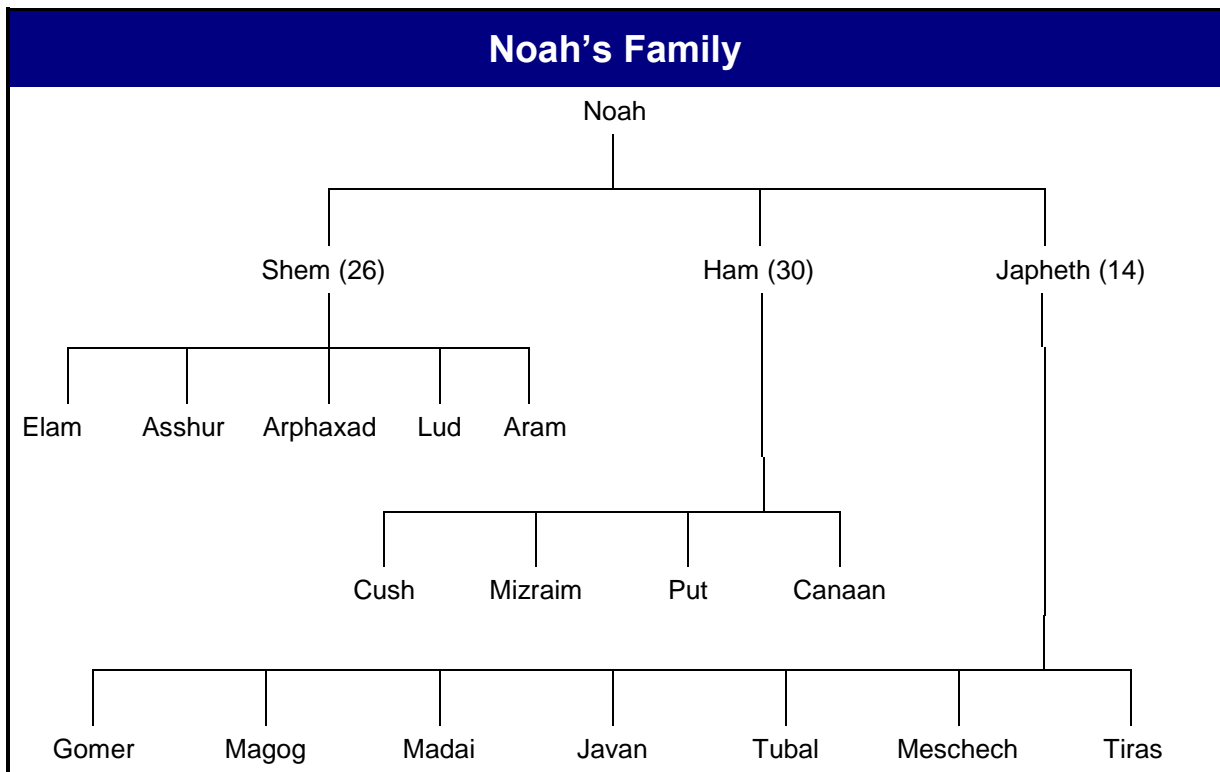 Noah’s Family
Noah
Shem (26) Ham (30) Japheth (14)
Elam Asshur Arphaxad Lud Aram
Cush Mizraim Put Canaan
Gomer Magog Madai Javan Tubal Meschech Tiras